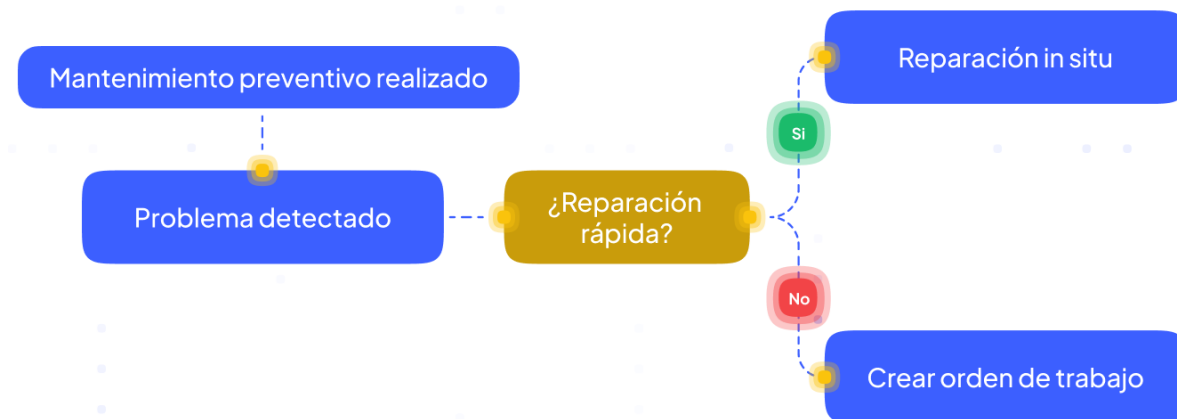 Mantenimiento preventivo realizado
Problema detectado
¿Reparación
rápida?
Si
Reparación in situ
No
Crear orden de trabajo